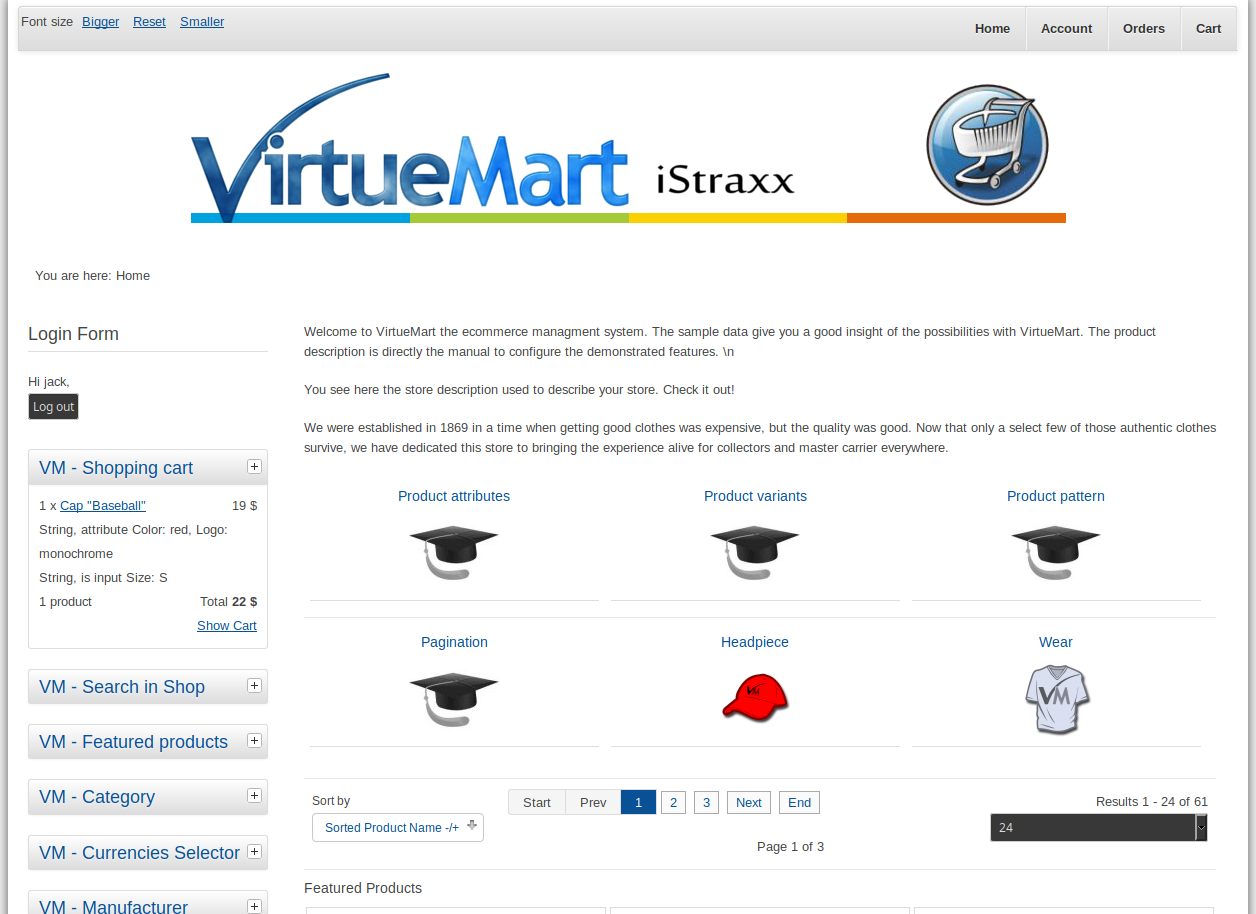 Font size Bigger Reset Smaller
Home Account Orders Cart
VirtueMart iStraxx
You are here: Home
Login Form
Hi jack,
Log out
VM - Shopping cart
1 x Cap "Baseball" 19 $
String, attribute Color: red, Logo:
monochrome
String, is input Size: S
1 product Total 22 $
Show Cart
VM - Search in Shop
VM - Featured products
VM - Category
VM - Currencies Selector
VM - Manufacturer
Welcome to VirtueMart the ecommerce managment system. The sample data give you a good insight of the possibilities with VirtueMart. The product
description is directly the manual to configure the demonstrated features. \n
You see here the store description used to describe your store. Check it out!
We were established in 1869 in a time when getting good clothes was expensive, but the quality was good. Now that only a select few of those authentic clothes
survive, we have dedicated this store to bringing the experience alive for collectors and master carrier everywhere.
Product attributes Product variants Product pattern
Pagination Headpiece Wear
VM
VM
Sort by
Sorted Product Name -/+
Start Prev 1 2 3 Next End
Page 1 of 3
Results 1 - 24 of 61
24
Featured Products